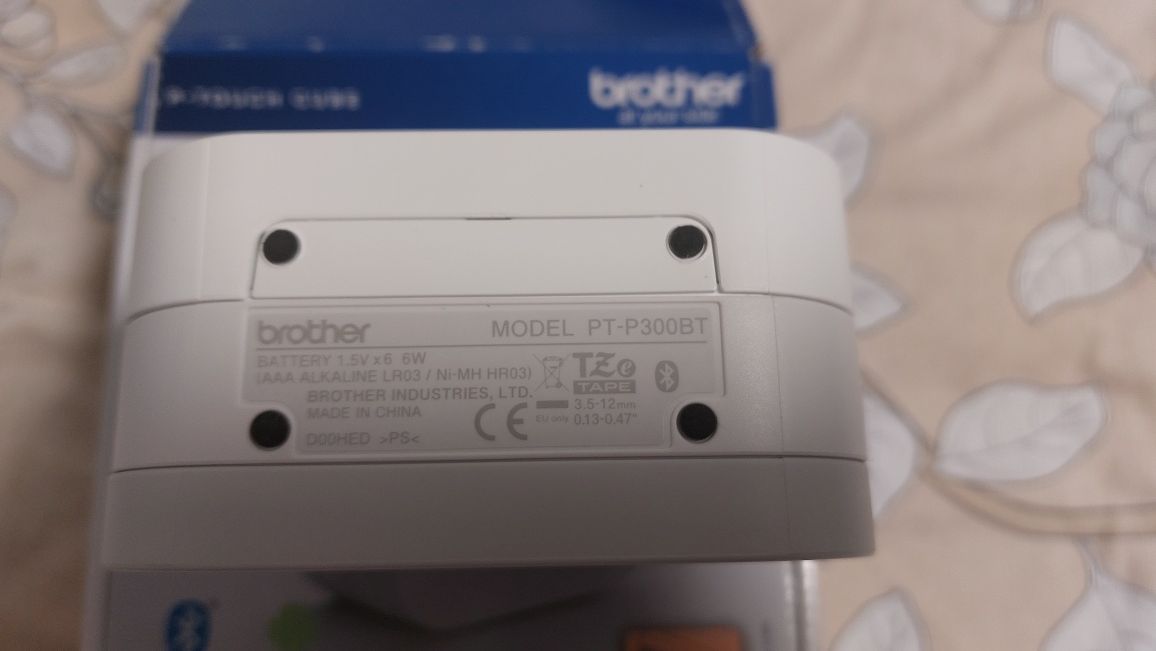 P-TOUCH CUBE
brother
at your side
brother MODEL PT-P300BT
BATTERY 1.5V x 6 6W
(AAA ALKALINE LR03 / Ni-MH HR03)
BROTHER INDUSTRIES, LTD.
MADE IN CHINA
D00HED >PS<
CE
EU only
TZe
TAPE
3.5-12mm
0.13-0.47"